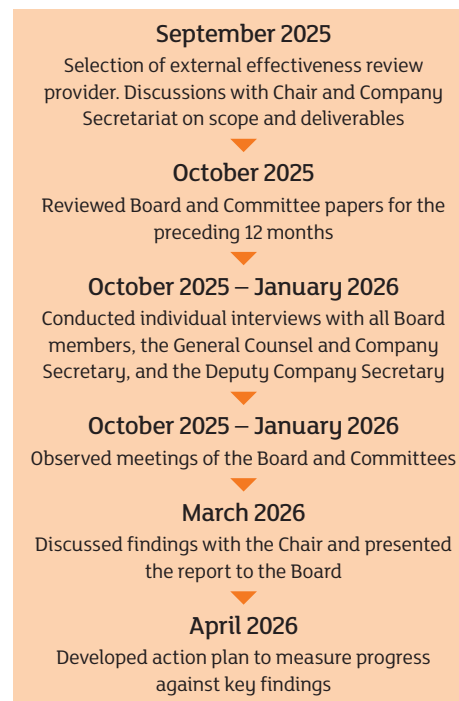 September 2025
Selection of external effectiveness review
provider. Discussions with Chair and Company
Secretariat on scope and deliverables
October 2025
Reviewed Board and Committee papers for the
preceding 12 months
October 2025 – January 2026
Conducted individual interviews with all Board
members, the General Counsel and Company
Secretary, and the Deputy Company Secretary
October 2025 – January 2026
Observed meetings of the Board and Committees
March 2026
Discussed findings with the Chair and presented
the report to the Board
April 2026
Developed action plan to measure progress
against key findings